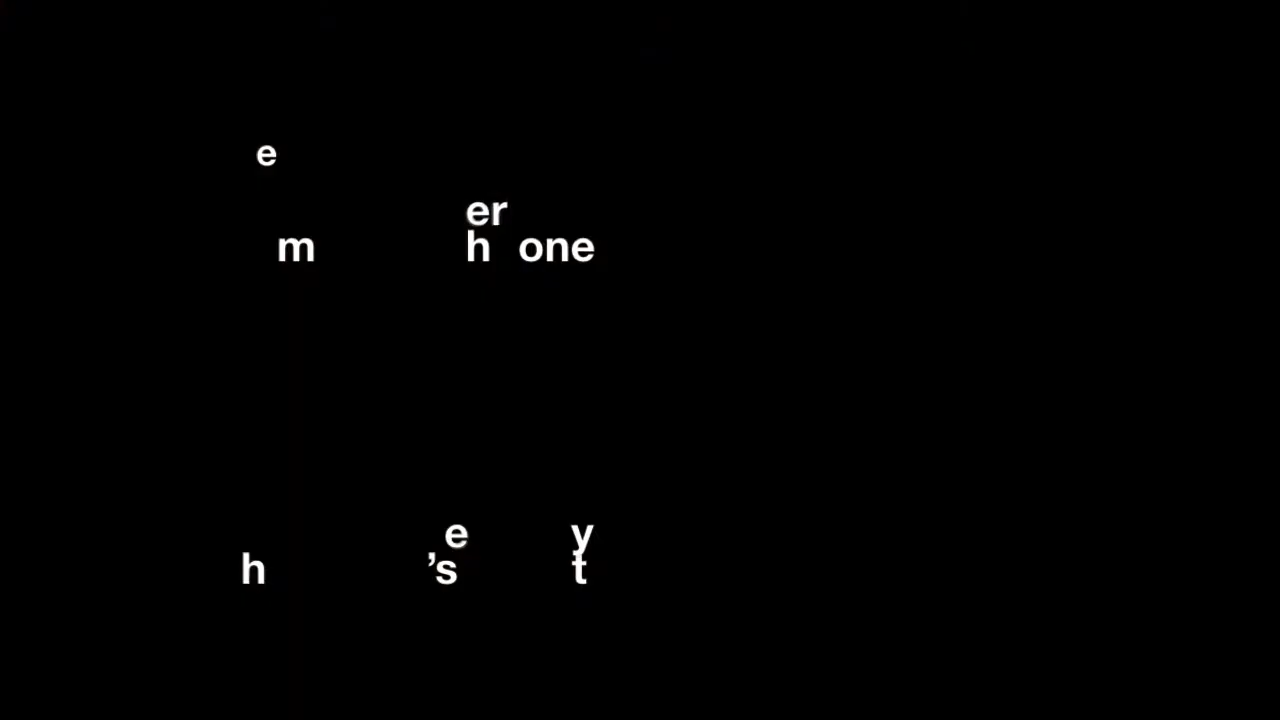 e
er
m h one
e y
h ’s t